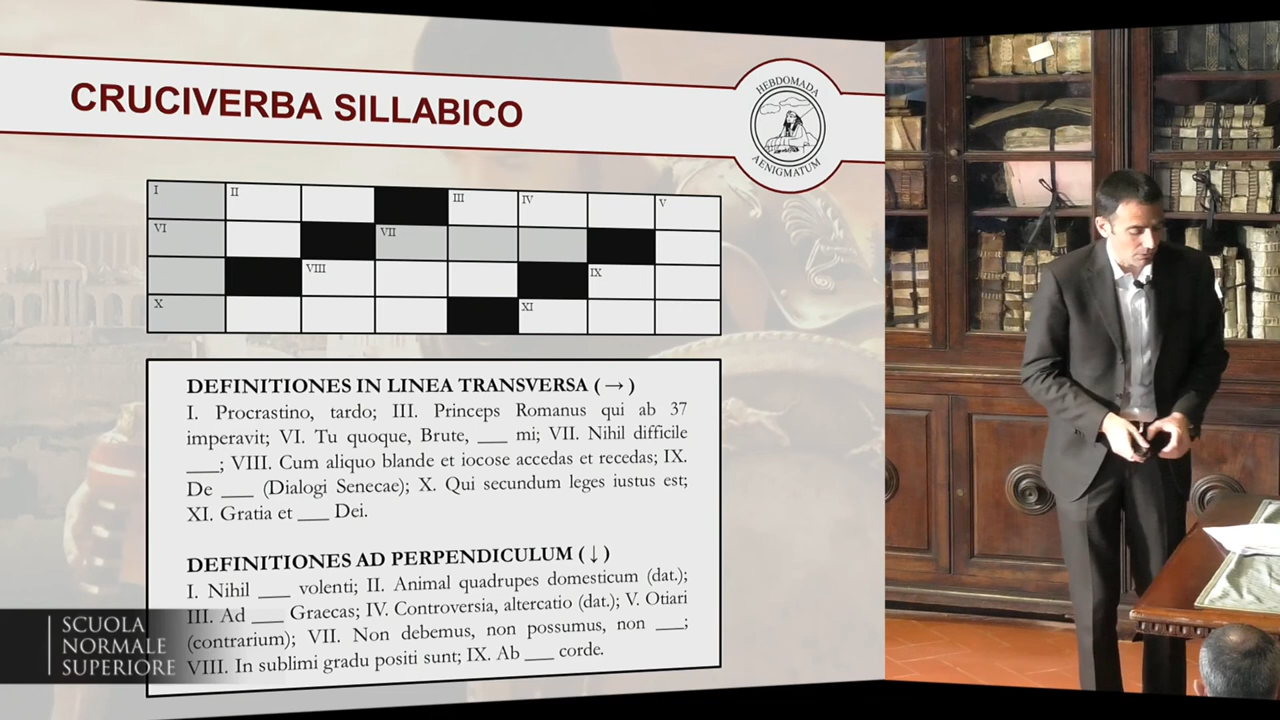 CRUCIVERBA SILLABICO
HEBDOMADA
AENIGMATUM
I II III IV V
VI VII
VIII IX
X XI
DEFINITIONES IN LINEA TRANSVERSA ( → )
I. Procrastino, tardo; III. Princeps Romanus qui ab 37
imperavit; VI. Tu quoque, Brute, ___ mi; VII. Nihil difficile
___; VIII. Cum aliquo blande et iocose accedas et recedas; IX.
De ___ (Dialogi Senecae); X. Qui secundum leges iustus est;
XI. Gratia et ___ Dei.
DEFINITIONES AD PERPENDICULUM ( ↓ )
I. Nihil ___ volenti; II. Animal quadrupes domesticum (dat.);
III. Ad ___ Graecas; IV. Controversia, altercatio (dat.); V. Otiari
(contrarium); VII. Non debemus, non possumus, non ___;
VIII. In sublimi gradu positi sunt; IX. Ab ___ corde.
SCUOLA
NORMALE
SUPERIORE